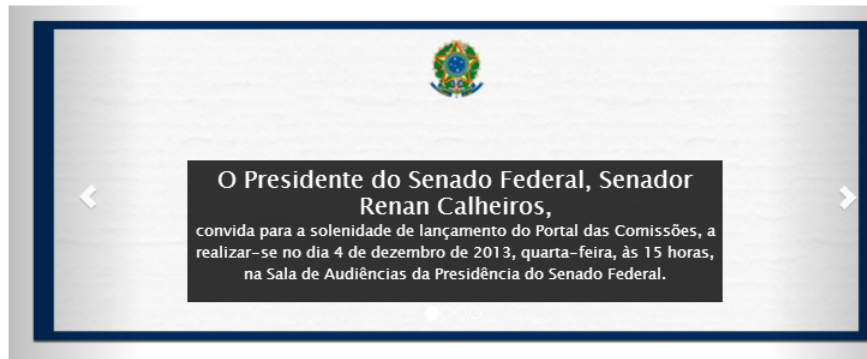 O Presidente do Senado Federal, Senador
Renan Calheiros,
convida para a solenidade de lançamento do Portal das Comissões, a
realizar-se no dia 4 de dezembro de 2013, quarta-feira, às 15 horas,
na Sala de Audiências da Presidência do Senado Federal.